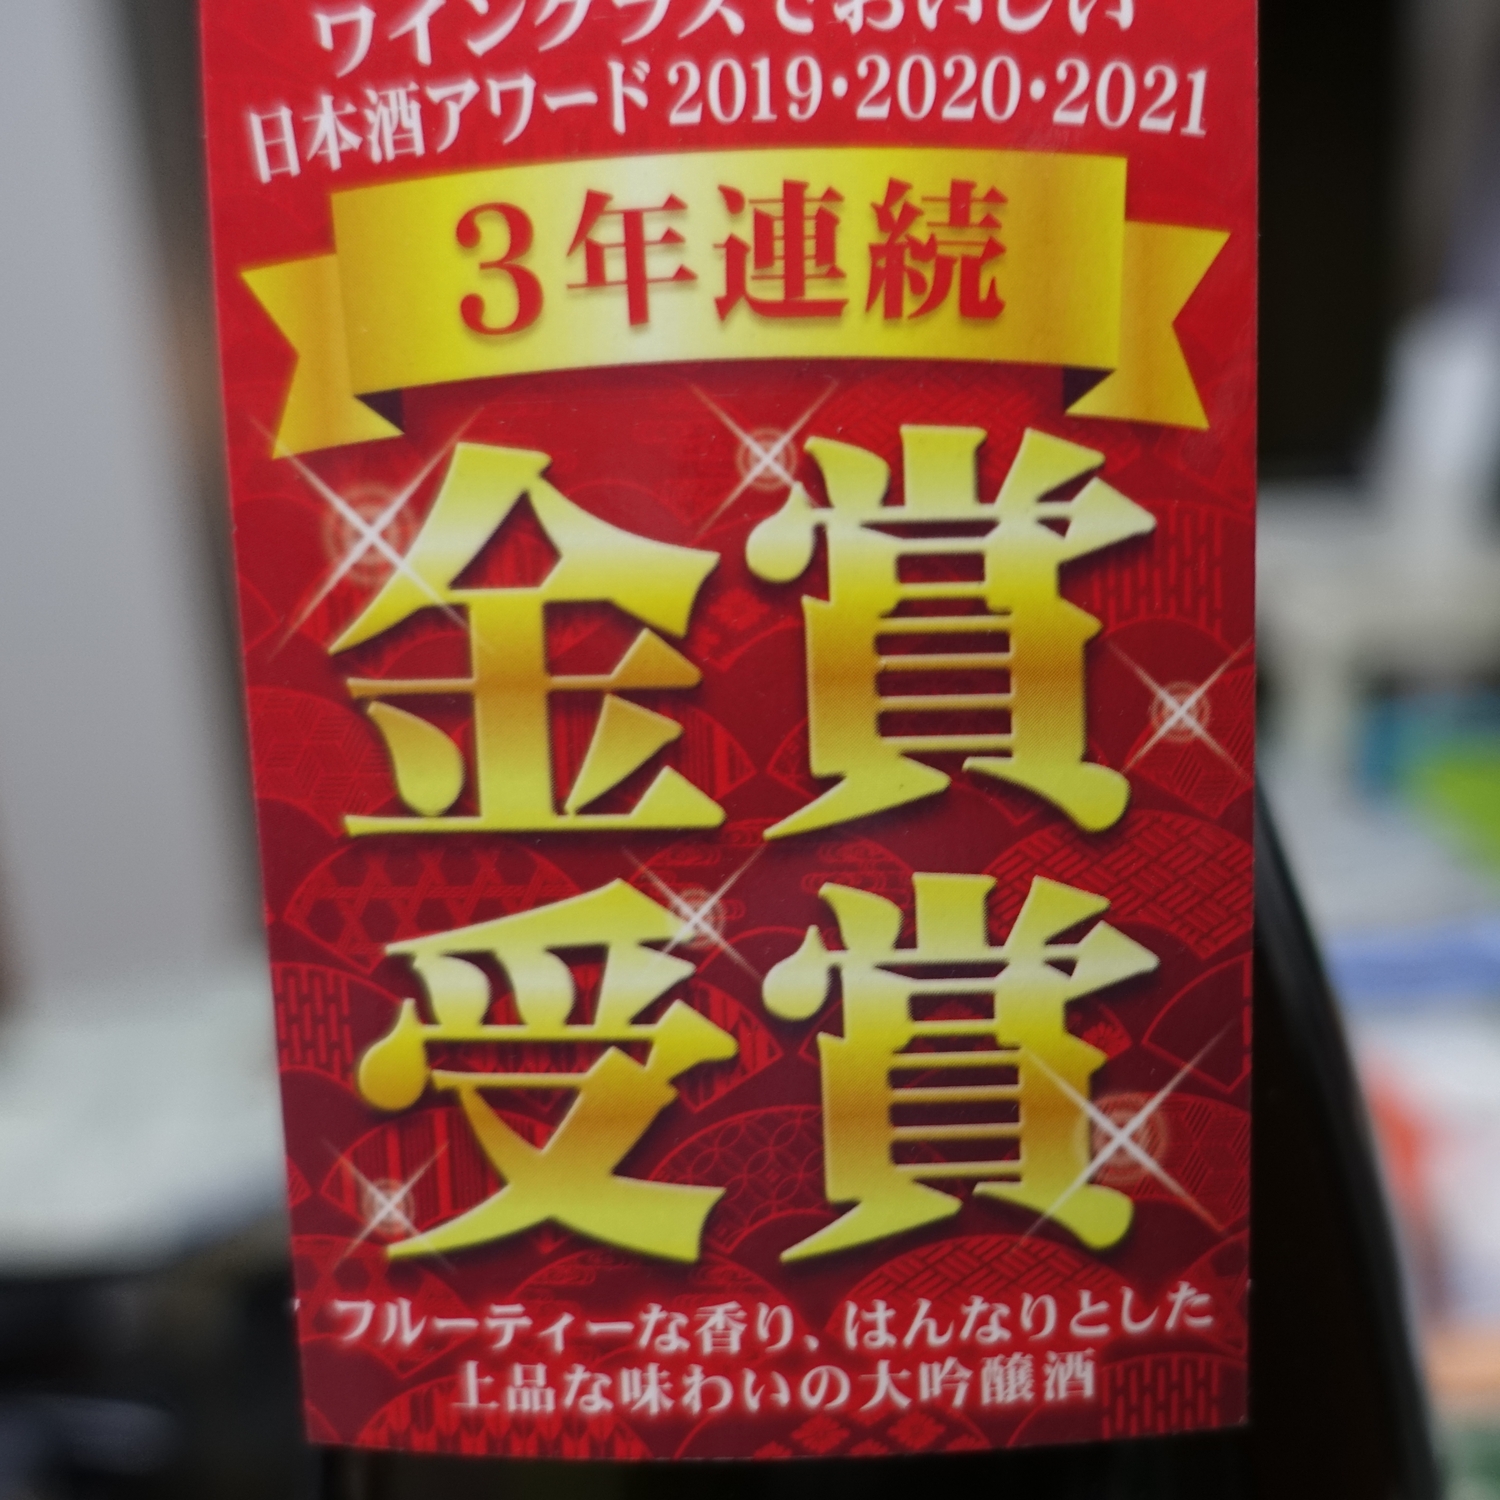 ワイングラスでおいしい
日本酒アワード2019・2020・2021
3年連続
金賞
受賞
フルーティーな香り、はんなりとした
上品な味わいの大吟醸酒